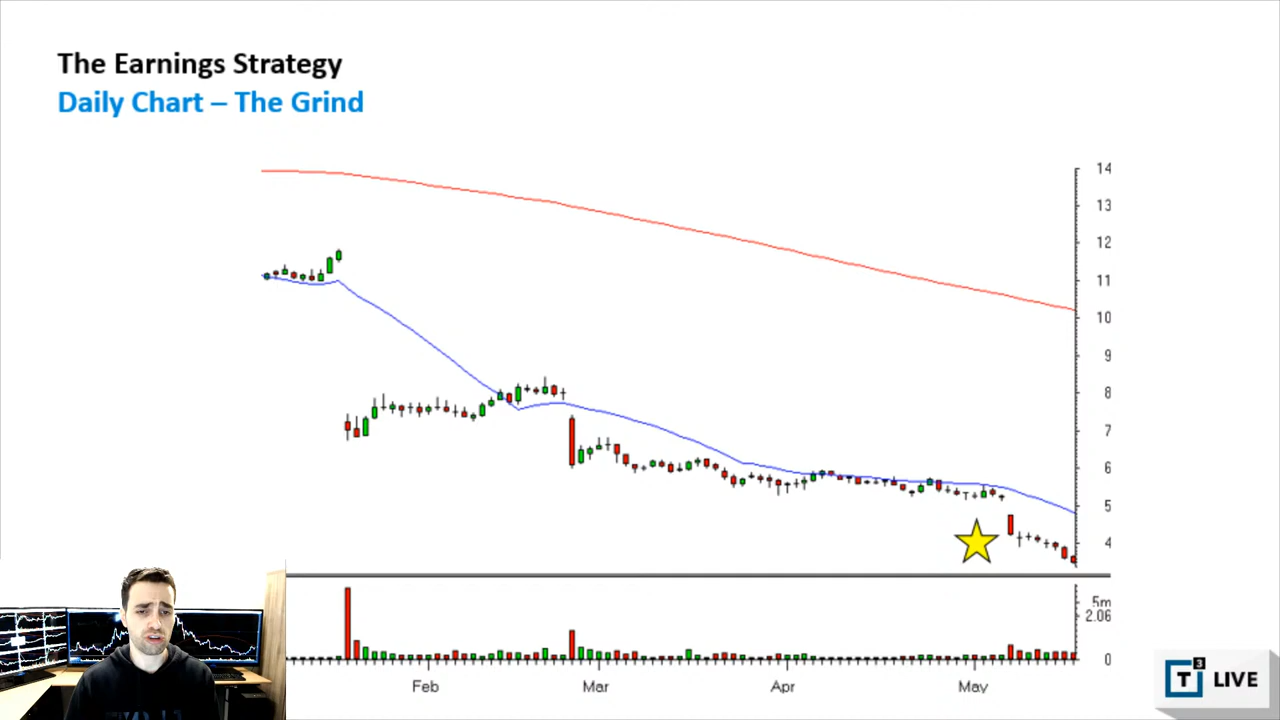 The Earnings Strategy
Daily Chart – The Grind
14
13
12
11
10
9
8
7
6
5
4
5m
2.06
0
Feb
Mar
Apr
May
T3 LIVE